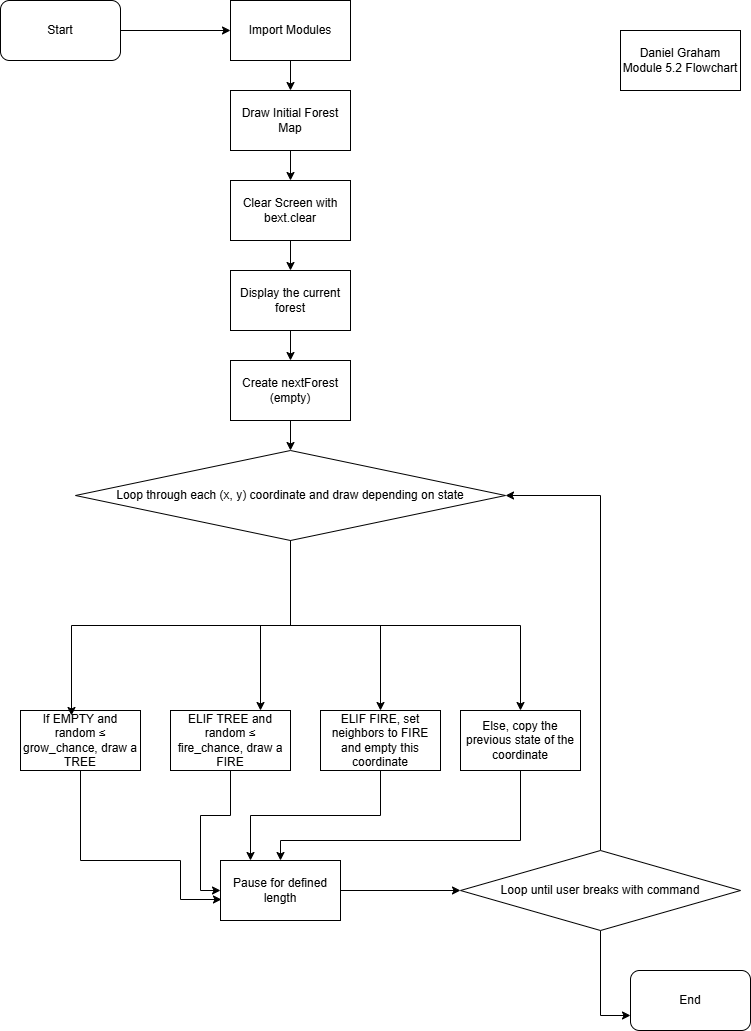 Start
Import Modules
Daniel Graham
Module 5.2 Flowchart
Draw Initial Forest
Map
Clear Screen with
bext.clear
Display the current
forest
Create nextForest
(empty)
Loop through each (x, y) coordinate and draw depending on state
If EMPTY and
random ≤
grow_chance, draw a
TREE
ELIF TREE and
random ≤
fire_chance, draw a
FIRE
ELIF FIRE, set
neighbors to FIRE
and empty this
coordinate
Else, copy the
previous state of the
coordinate
Pause for defined
length
Loop until user breaks with command
End